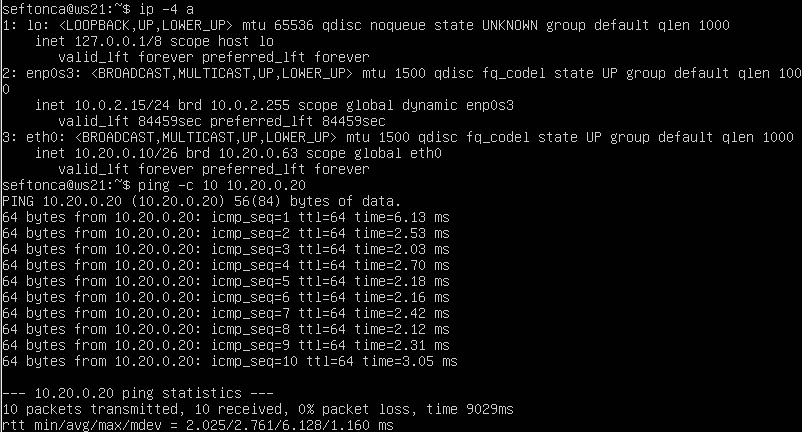 seftonca@ws21:~$ ip -4 a
1: lo: <LOOPBACK,UP,LOWER_UP> mtu 65536 qdisc noqueue state UNKNOWN group default qlen 1000
    inet 127.0.0.1/8 scope host lo
       valid_lft forever preferred_lft forever
2: enp0s3: <BROADCAST,MULTICAST,UP,LOWER_UP> mtu 1500 qdisc fq_codel state UP group default qlen 100
0
    inet 10.0.2.15/24 brd 10.0.2.255 scope global dynamic enp0s3
       valid_lft 84459sec preferred_lft 84459sec
3: eth0: <BROADCAST,MULTICAST,UP,LOWER_UP> mtu 1500 qdisc fq_codel state UP group default qlen 1000
    inet 10.20.0.10/26 brd 10.20.0.63 scope global eth0
       valid_lft forever preferred_lft forever
seftonca@ws21:~$ ping -c 10 10.20.0.20
PING 10.20.0.20 (10.20.0.20) 56(84) bytes of data.
64 bytes from 10.20.0.20: icmp_seq=1 ttl=64 time=6.13 ms
64 bytes from 10.20.0.20: icmp_seq=2 ttl=64 time=2.53 ms
64 bytes from 10.20.0.20: icmp_seq=3 ttl=64 time=2.03 ms
64 bytes from 10.20.0.20: icmp_seq=4 ttl=64 time=2.70 ms
64 bytes from 10.20.0.20: icmp_seq=5 ttl=64 time=2.18 ms
64 bytes from 10.20.0.20: icmp_seq=6 ttl=64 time=2.16 ms
64 bytes from 10.20.0.20: icmp_seq=7 ttl=64 time=2.42 ms
64 bytes from 10.20.0.20: icmp_seq=8 ttl=64 time=2.12 ms
64 bytes from 10.20.0.20: icmp_seq=9 ttl=64 time=2.31 ms
64 bytes from 10.20.0.20: icmp_seq=10 ttl=64 time=3.05 ms

--- 10.20.0.20 ping statistics ---
10 packets transmitted, 10 received, 0% packet loss, time 9029ms
rtt min/avg/max/mdev = 2.025/2.761/6.128/1.160 ms